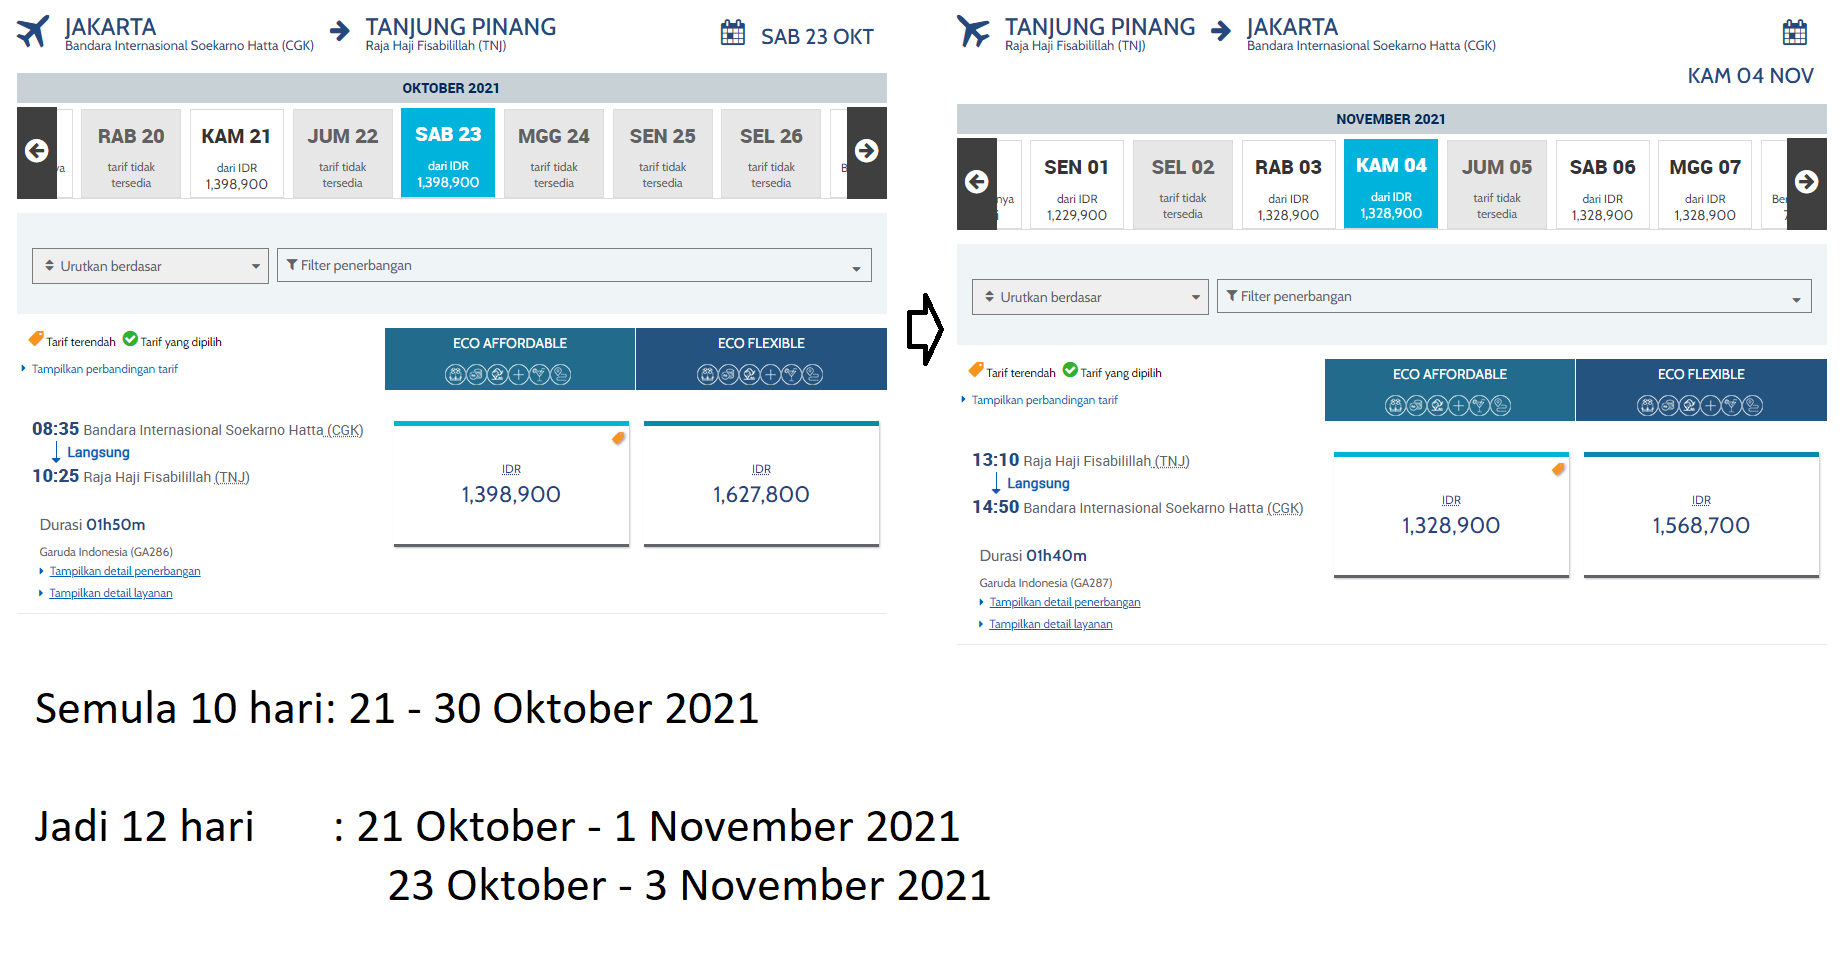 JAKARTA
Bandara Internasional Soekarno Hatta (CGK)
TANJUNG PINANG
Raja Haji Fisabilillah (TNJ)
SAB 23 OKT
OKTOBER 2021
RAB 20
tarif tidak
tersedia
KAM 21
dari IDR
1,398,900
JUM 22
tarif tidak
tersedia
SAB 23
dari IDR
1,398,900
MGG 24
tarif tidak
tersedia
SEN 25
tarif tidak
tersedia
SEL 26
tarif tidak
tersedia
Urutkan berdasar
Filter penerbangan
Tarif terendah Tarif yang dipilih
Tampilkan perbandingan tarif
ECO AFFORDABLE
ECO FLEXIBLE
08:35 Bandara Internasional Soekarno Hatta (CGK)
Langsung
10:25 Raja Haji Fisabilillah (TNJ)
Durasi 01h50m
Garuda Indonesia (GA286)
Tampilkan detail penerbangan
Tampilkan detail layanan
IDR
1,398,900
IDR
1,627,800
TANJUNG PINANG
Raja Haji Fisabilillah (TNJ)
JAKARTA
Bandara Internasional Soekarno Hatta (CGK)
KAM 04 NOV
NOVEMBER 2021
SEN 01
dari IDR
1,229,900
SEL 02
tarif tidak
tersedia
RAB 03
dari IDR
1,328,900
KAM 04
dari IDR
1,328,900
JUM 05
tarif tidak
tersedia
SAB 06
dari IDR
1,328,900
MGG 07
dari IDR
1,328,900
Urutkan berdasar
Filter penerbangan
Tarif terendah Tarif yang dipilih
Tampilkan perbandingan tarif
ECO AFFORDABLE
ECO FLEXIBLE
13:10 Raja Haji Fisabilillah (TNJ)
Langsung
14:50 Bandara Internasional Soekarno Hatta (CGK)
Durasi 01h40m
Garuda Indonesia (GA287)
Tampilkan detail penerbangan
Tampilkan detail layanan
IDR
1,328,900
IDR
1,568,700
Semula 10 hari: 21 - 30 Oktober 2021
Jadi 12 hari : 21 Oktober - 1 November 2021
23 Oktober - 3 November 2021